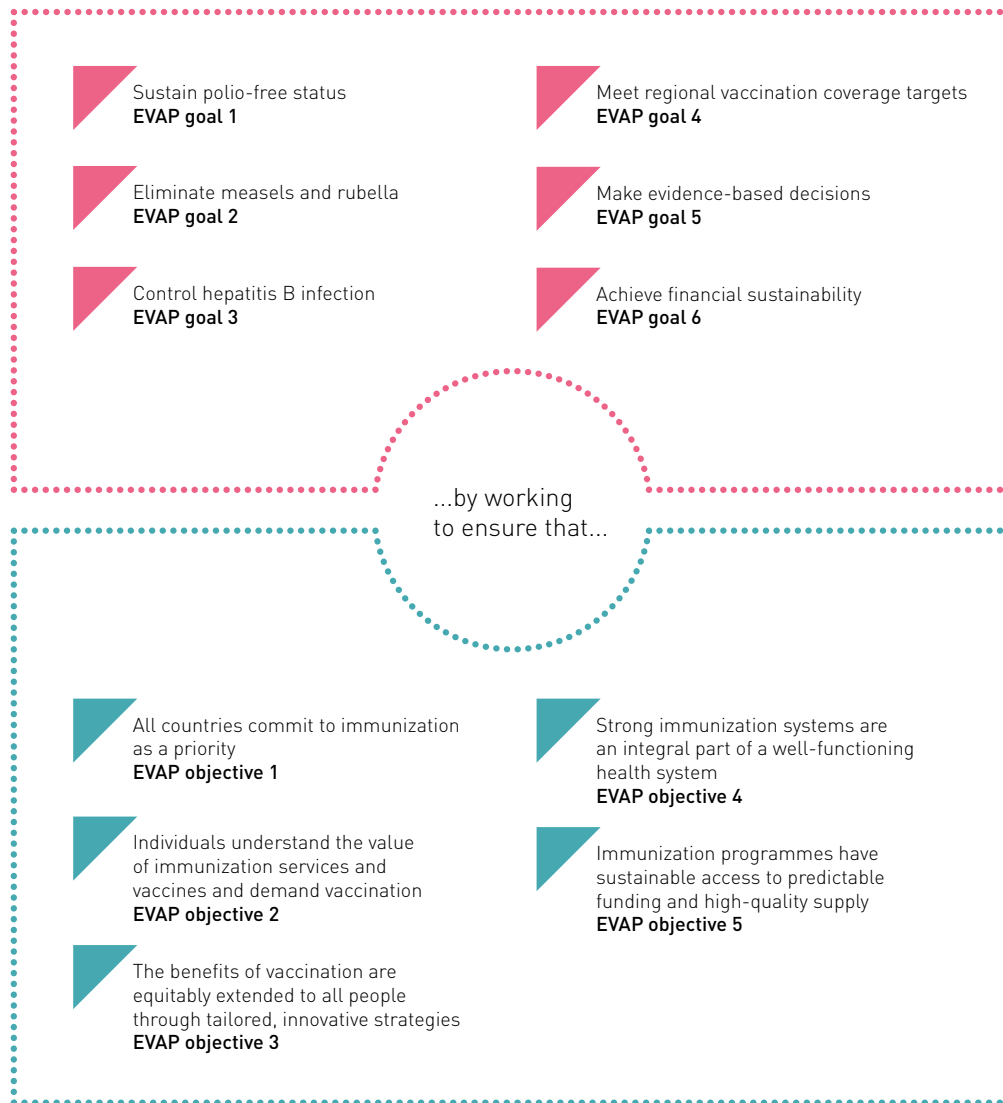 Sustain polio-free status
EVAP goal 1
Eliminate measels and rubella
EVAP goal 2
Control hepatitis B infection
EVAP goal 3
Meet regional vaccination coverage targets
EVAP goal 4
Make evidence-based decisions
EVAP goal 5
Achieve financial sustainability
EVAP goal 6
...by working
to ensure that...
All countries commit to immunization
as a priority
EVAP objective 1
Individuals understand the value
of immunization services and
vaccines and demand vaccination
EVAP objective 2
The benefits of vaccination are
equitably extended to all people
through tailored, innovative strategies
EVAP objective 3
Strong immunization systems are
an integral part of a well-functioning
health system
EVAP objective 4
Immunization programmes have
sustainable access to predictable
funding and high-quality supply
EVAP objective 5